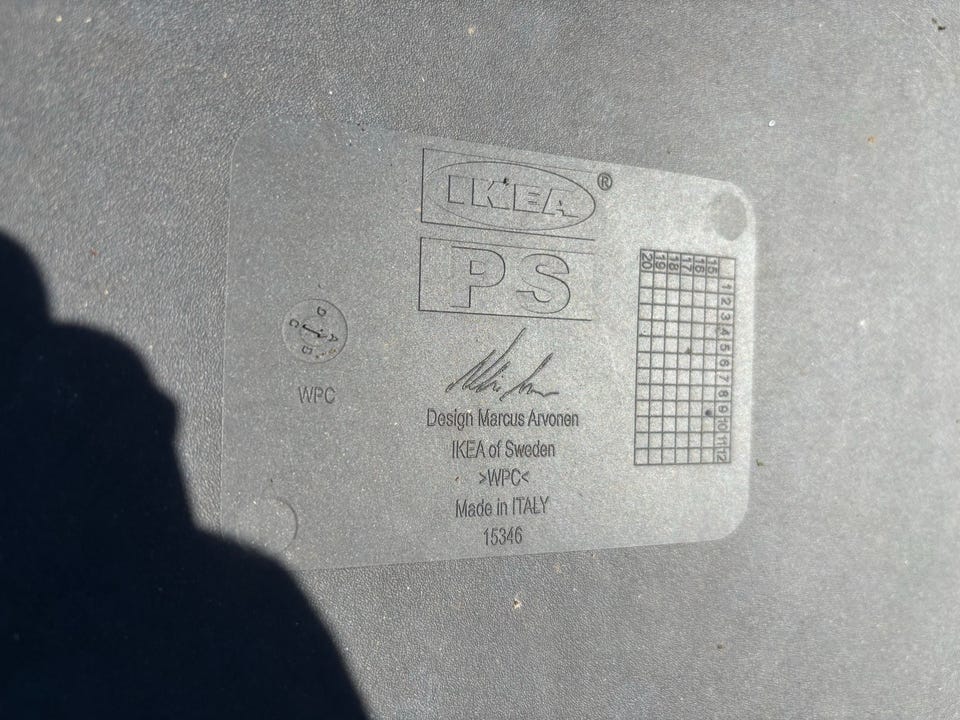 IKEA®
PS
Design Marcus Arvonen
IKEA of Sweden
>WPC<
Made in ITALY
15346
WPC
A B C D
15 16 17 18 19 20
1 2 3 4 5 6 7 8 9 10 11 12